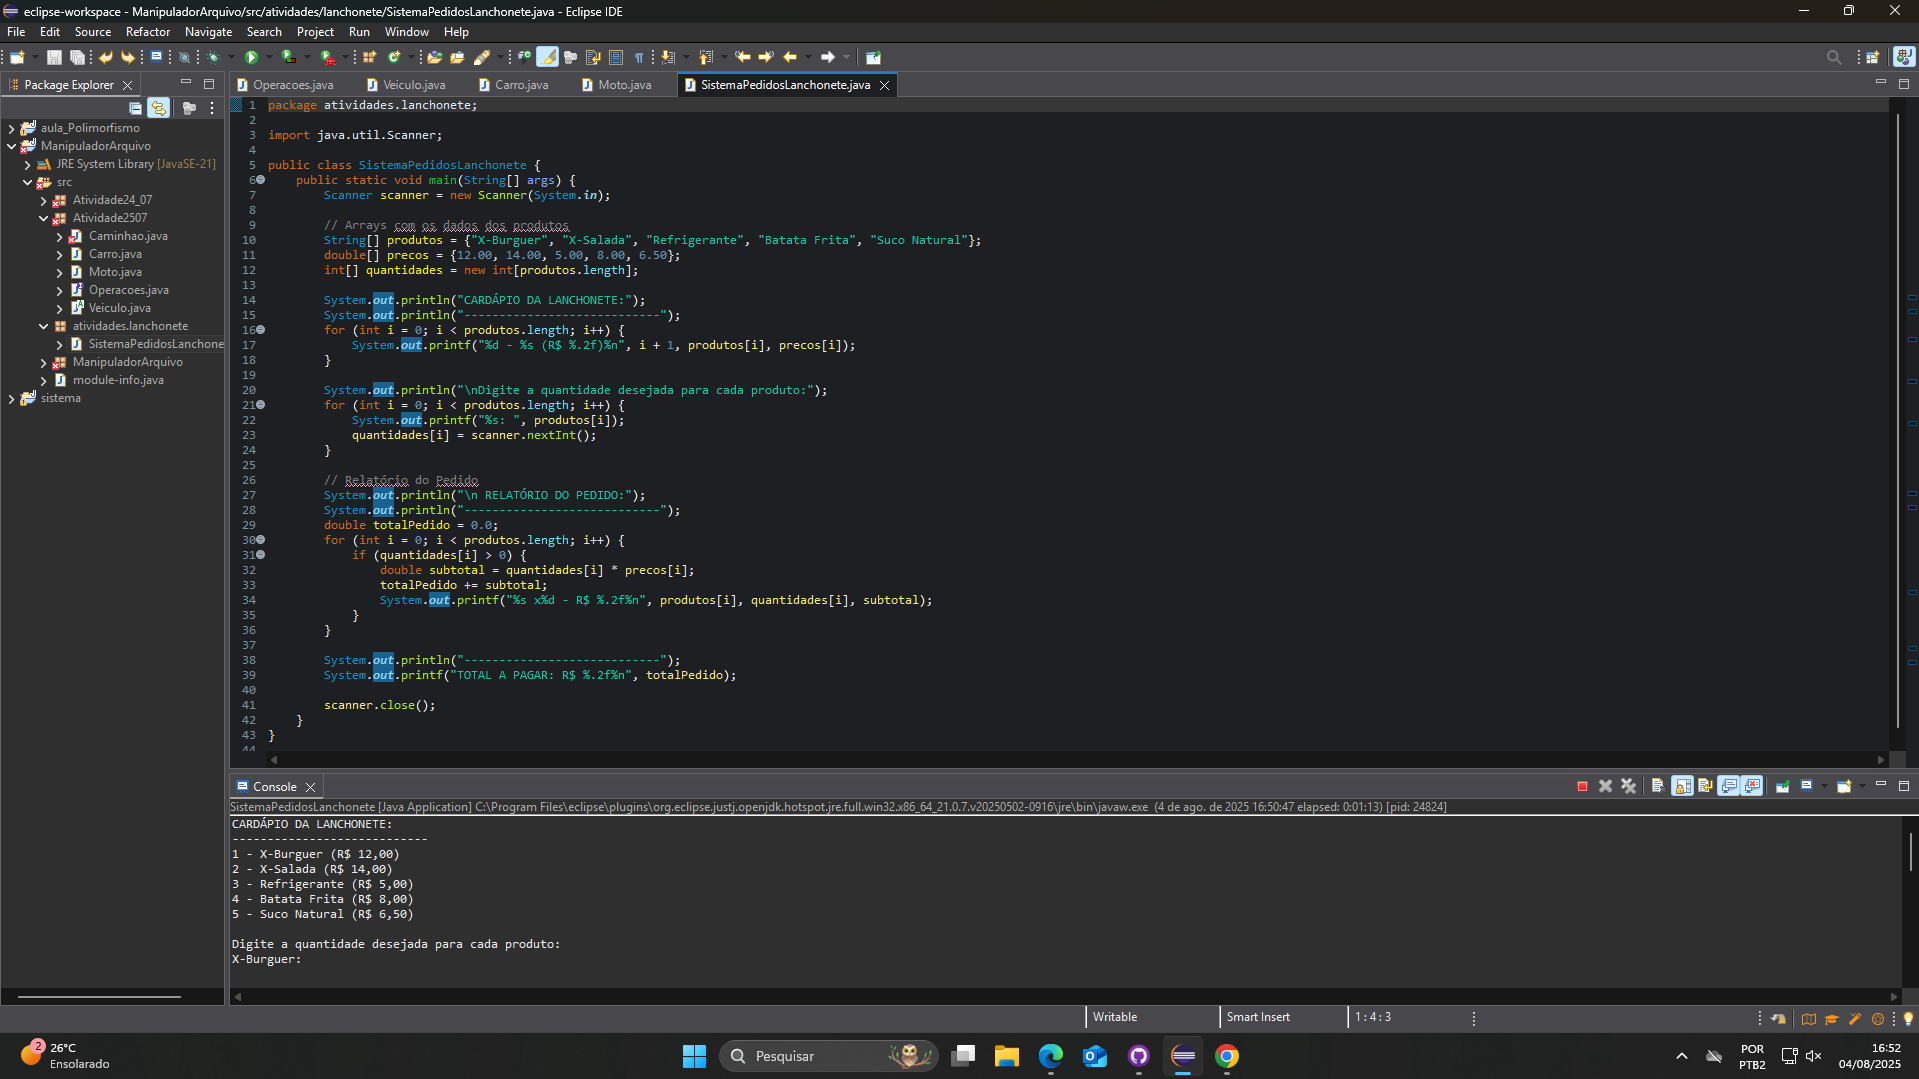 eclipse-workspace - ManipuladorArquivo/src/atividades/lanchonete/SistemaPedidosLanchonete.java - Eclipse IDE
File Edit Source Refactor Navigate Search Project Run Window Help
Package Explorer
Operacoes.java Veiculo.java Carro.java Moto.java SistemaPedidosLanchonete.java
aula_Polimorfismo
ManipuladorArquivo
JRE System Library [JavaSE-21]
src
Atividade24_07
Atividade2507
Caminhao.java
Carro.java
Moto.java
Operacoes.java
Veiculo.java
atividades.lanchonete
SistemaPedidosLanchone
ManipuladorArquivo
module-info.java
sistema
1 package atividades.lanchonete;
2
3 import java.util.Scanner;
4
5 public class SistemaPedidosLanchonete {
6 public static void main(String[] args) {
7 Scanner scanner = new Scanner(System.in);
8
9 // Arrays com os dados dos produtos
10 String[] produtos = {"X-Burguer", "X-Salada", "Refrigerante", "Batata Frita", "Suco Natural"};
11 double[] precos = {12.00, 14.00, 5.00, 8.00, 6.50};
12 int[] quantidades = new int[produtos.length];
13
14 System.out.println("CARDÁPIO DA LANCHONETE:");
15 System.out.println("----------------------------");
16 for (int i = 0; i < produtos.length; i++) {
17 System.out.printf("%d - %s (R$ %.2f)%n", i + 1, produtos[i], precos[i]);
18 }
19
20 System.out.println("\nDigite a quantidade desejada para cada produto:");
21 for (int i = 0; i < produtos.length; i++) {
22 System.out.printf("%s: ", produtos[i]);
23 quantidades[i] = scanner.nextInt();
24 }
25
26 // Relatório do Pedido
27 System.out.println("\n RELATÓRIO DO PEDIDO:");
28 System.out.println("----------------------------");
29 double totalPedido = 0.0;
30 for (int i = 0; i < produtos.length; i++) {
31 if (quantidades[i] > 0) {
32 double subtotal = quantidades[i] * precos[i];
33 totalPedido += subtotal;
34 System.out.printf("%s x%d - R$ %.2f%n", produtos[i], quantidades[i], subtotal);
35 }
36 }
37
38 System.out.println("----------------------------");
39 System.out.printf("TOTAL A PAGAR: R$ %.2f%n", totalPedido);
40
41 scanner.close();
42 }
43 }
44
Console
SistemaPedidosLanchonete [Java Application] C:\Program Files\eclipse\plugins\org.eclipse.justj.openjdk.hotspot.jre.full.win32.x86_64_21.0.7.v20250502-0916\jre\bin\javaw.exe (4 de ago. de 2025 16:50:47 elapsed: 0:01:13) [pid: 24824]
CARDÁPIO DA LANCHONETE:
----------------------------
1 - X-Burguer (R$ 12,00)
2 - X-Salada (R$ 14,00)
3 - Refrigerante (R$ 5,00)
4 - Batata Frita (R$ 8,00)
5 - Suco Natural (R$ 6,50)
Digite a quantidade desejada para cada produto:
X-Burguer:
Writable Smart Insert 1 : 4 : 3
2
26°C
Ensolarado
Pesquisar
POR
PTB2
16:52
04/08/2025